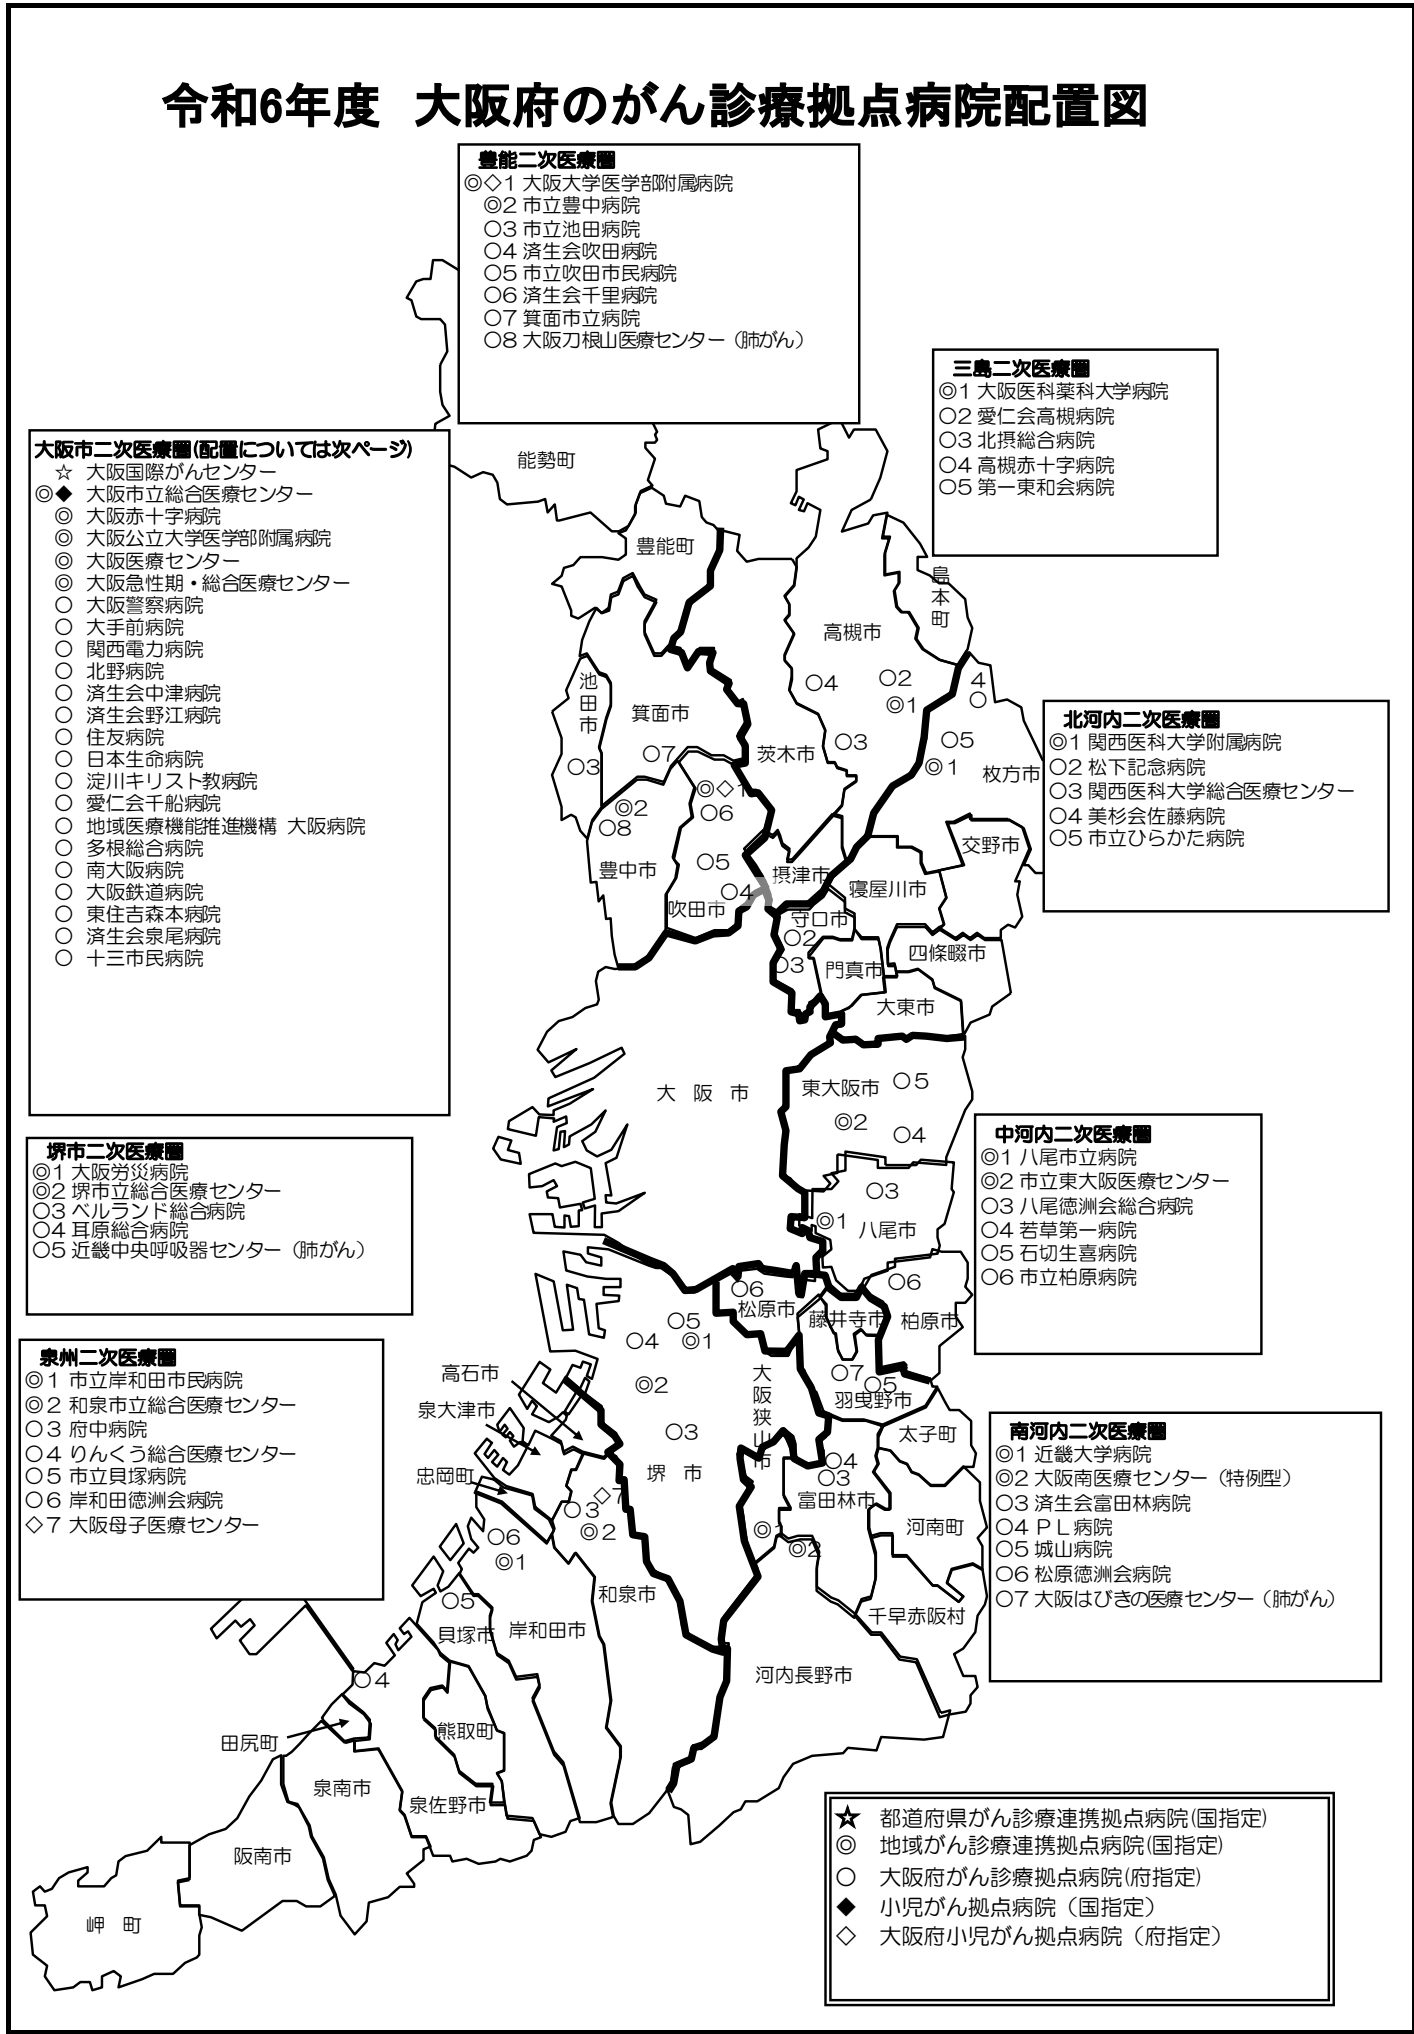 令和6年度　大阪府のがん診療拠点病院配置図
豊能二次医療圏
◎◇1 大阪大学医学部附属病院
◎2 市立豊中病院
○3 市立池田病院
○4 済生会吹田病院
○5 市立吹田市民病院
○6 済生会千里病院
○7 箕面市立病院
○8 大阪刀根山医療センター（肺がん）
三島二次医療圏
◎1 大阪医科薬科大学病院
○2 愛仁会高槻病院
○3 北摂総合病院
○4 高槻赤十字病院
○5 第一東和会病院
大阪市二次医療圏(配置については次ページ)
☆ 大阪国際がんセンター
◎◆ 大阪市立総合医療センター
◎ 大阪赤十字病院
◎ 大阪公立大学医学部附属病院
◎ 大阪医療センター
◎ 大阪急性期・総合医療センター
○ 大阪警察病院
○ 大手前病院
○ 関西電力病院
○ 北野病院
○ 済生会中津病院
○ 済生会野江病院
○ 住友病院
○ 日本生命病院
○ 淀川キリスト教病院
○ 愛仁会千船病院
○ 地域医療機能推進機構 大阪病院
○ 多根総合病院
○ 南大阪病院
○ 大阪鉄道病院
○ 東住吉森本病院
○ 済生会泉尾病院
○ 十三市民病院
北河内二次医療圏
◎1 関西医科大学附属病院
○2 松下記念病院
○3 関西医科大学総合医療センター
○4 美杉会佐藤病院
○5 市立ひらかた病院
堺市二次医療圏
◎1 大阪労災病院
◎2 堺市立総合医療センター
○3 ベルランド総合病院
○4 耳原総合病院
○5 近畿中央呼吸器センター（肺がん）
中河内二次医療圏
◎1 八尾市立病院
◎2 市立東大阪医療センター
○3 八尾徳洲会総合病院
○4 若草第一病院
○5 石切生喜病院
○6 市立柏原病院
泉州二次医療圏
◎1 市立岸和田市民病院
◎2 和泉市立総合医療センター
○3 府中病院
○4 りんくう総合医療センター
○5 市立貝塚病院
○6 岸和田徳洲会病院
◇7 大阪母子医療センター
南河内二次医療圏
◎1 近畿大学病院
◎2 大阪南医療センター（特例型）
○3 済生会富田林病院
○4 ＰＬ病院
○5 城山病院
○6 松原徳洲会病院
○7 大阪はびきの医療センター（肺がん）
能勢町
豊能町
島本町
高槻市
○4
○2
◎1
○3
4
○
○5
◎1
枚方市
池田市
○3
箕面市
○7
茨木市
◎◇1
○6
◎2
○8
豊中市
○5
○4
吹田市
摂津市
交野市
寝屋川市
守口市
○2
○3
門真市
四條畷市
大東市
大 阪 市
東大阪市
○5
◎2
○4
○3
◎1
八尾市
○6
松原市
藤井寺市
○6
柏原市
○5
○4
◎1
◎2
○3
堺 市
大阪狭山市
○7
○5
羽曳野市
太子町
○4
○3
富田林市
河南町
◎1
◎2
千早赤阪村
河内長野市
高石市
泉大津市
忠岡町
◇7
○3
◎2
和泉市
○6
◎1
岸和田市
○5
貝塚市
○4
熊取町
田尻町
泉南市
泉佐野市
阪南市
岬 町
☆ 都道府県がん診療連携拠点病院(国指定)
◎ 地域がん診療連携拠点病院(国指定)
○ 大阪府がん診療拠点病院(府指定)
◆ 小児がん拠点病院（国指定）
◇ 大阪府小児がん拠点病院（府指定）